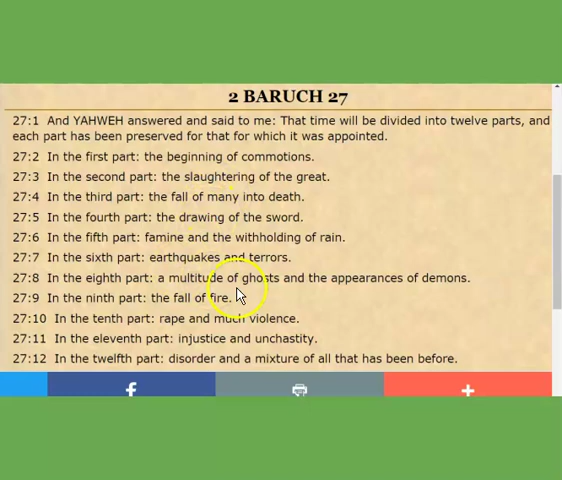 2 BARUCH 27
27:1 And YAHWEH answered and said to me: That time will be divided into twelve parts, and
each part has been preserved for that for which it was appointed.
27:2 In the first part: the beginning of commotions.
27:3 In the second part: the slaughtering of the great.
27:4 In the third part: the fall of many into death.
27:5 In the fourth part: the drawing of the sword.
27:6 In the fifth part: famine and the withholding of rain.
27:7 In the sixth part: earthquakes and terrors.
27:8 In the eighth part: a multitude of ghosts and the appearances of demons.
27:9 In the ninth part: the fall of fire.
27:10 In the tenth part: rape and much violence.
27:11 In the eleventh part: injustice and unchastity.
27:12 In the twelfth part: disorder and a mixture of all that has been before.